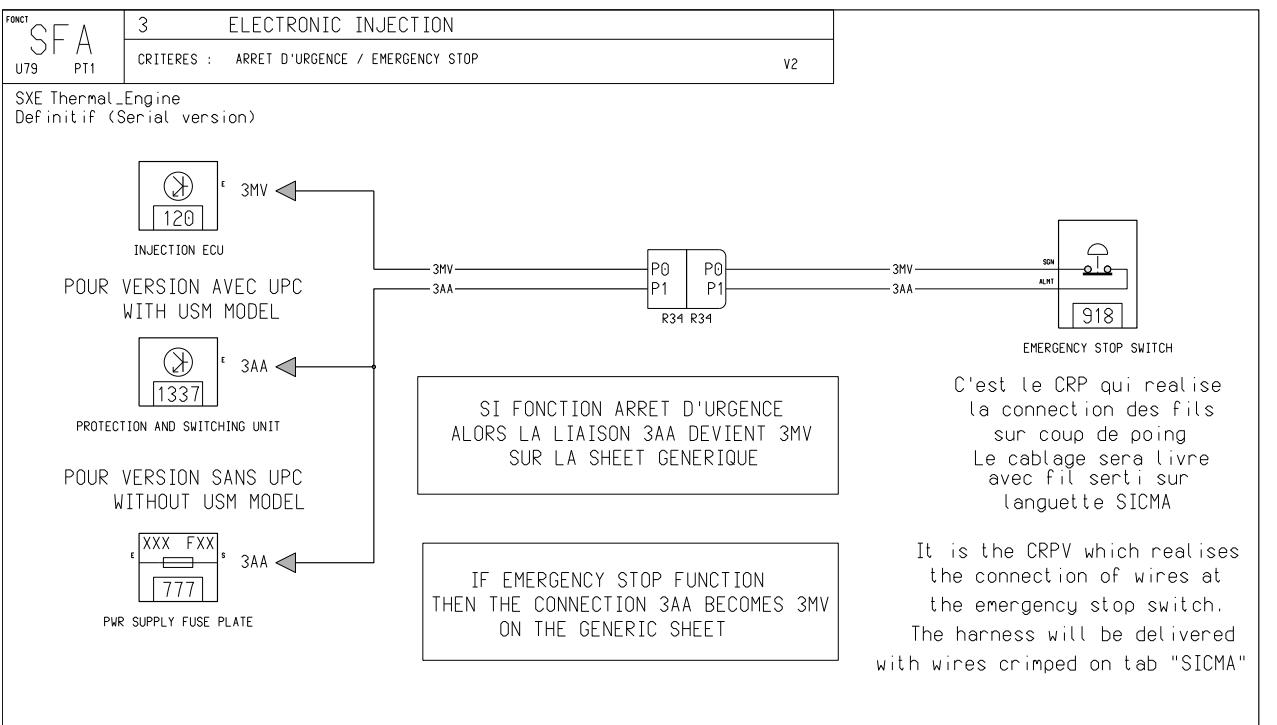 FONCT
SFA
U79 PT1
3 ELECTRONIC INJECTION
CRITERES : ARRET D'URGENCE / EMERGENCY STOP V2
SXE Thermal_Engine
Definitif (Serial version)
E 3MV
120
INJECTION ECU
POUR VERSION AVEC UPC
WITH USM MODEL
E 3AA
1337
PROTECTION AND SWITCHING UNIT
POUR VERSION SANS UPC
WITHOUT USM MODEL
XXX FXX
E S 3AA
777
PWR SUPPLY FUSE PLATE
3MV P0 P0 3MV SGN
3AA P1 P1 3AA ALMT
R34 R34
918
EMERGENCY STOP SWITCH
SI FONCTION ARRET D'URGENCE
ALORS LA LIAISON 3AA DEVIENT 3MV
SUR LA SHEET GENERIQUE
IF EMERGENCY STOP FUNCTION
THEN THE CONNECTION 3AA BECOMES 3MV
ON THE GENERIC SHEET
C'est le CRP qui realise
la connection des fils
sur coup de poing
Le cablage sera livre
avec fil serti sur
languette SICMA
It is the CRPV which realises
the connection of wires at
the emergency stop switch.
The harness will be delivered
with wires crimped on tab "SICMA"